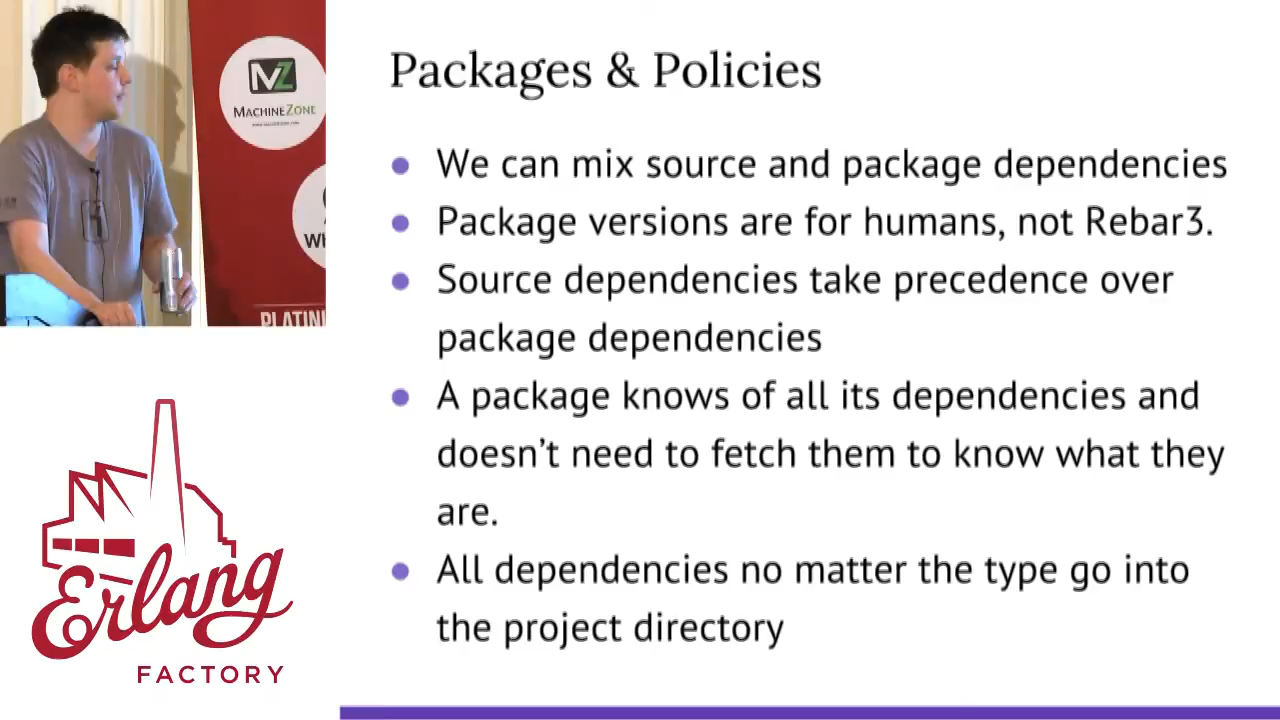 MZ
MACHINEZONE
PLATIN
Packages & Policies
We can mix source and package dependencies
Package versions are for humans, not Rebar3.
Source dependencies take precedence over
package dependencies
A package knows of all its dependencies and
doesn't need to fetch them to know what they
are.
All dependencies no matter the type go into
the project directory
Erlang
FACTORY